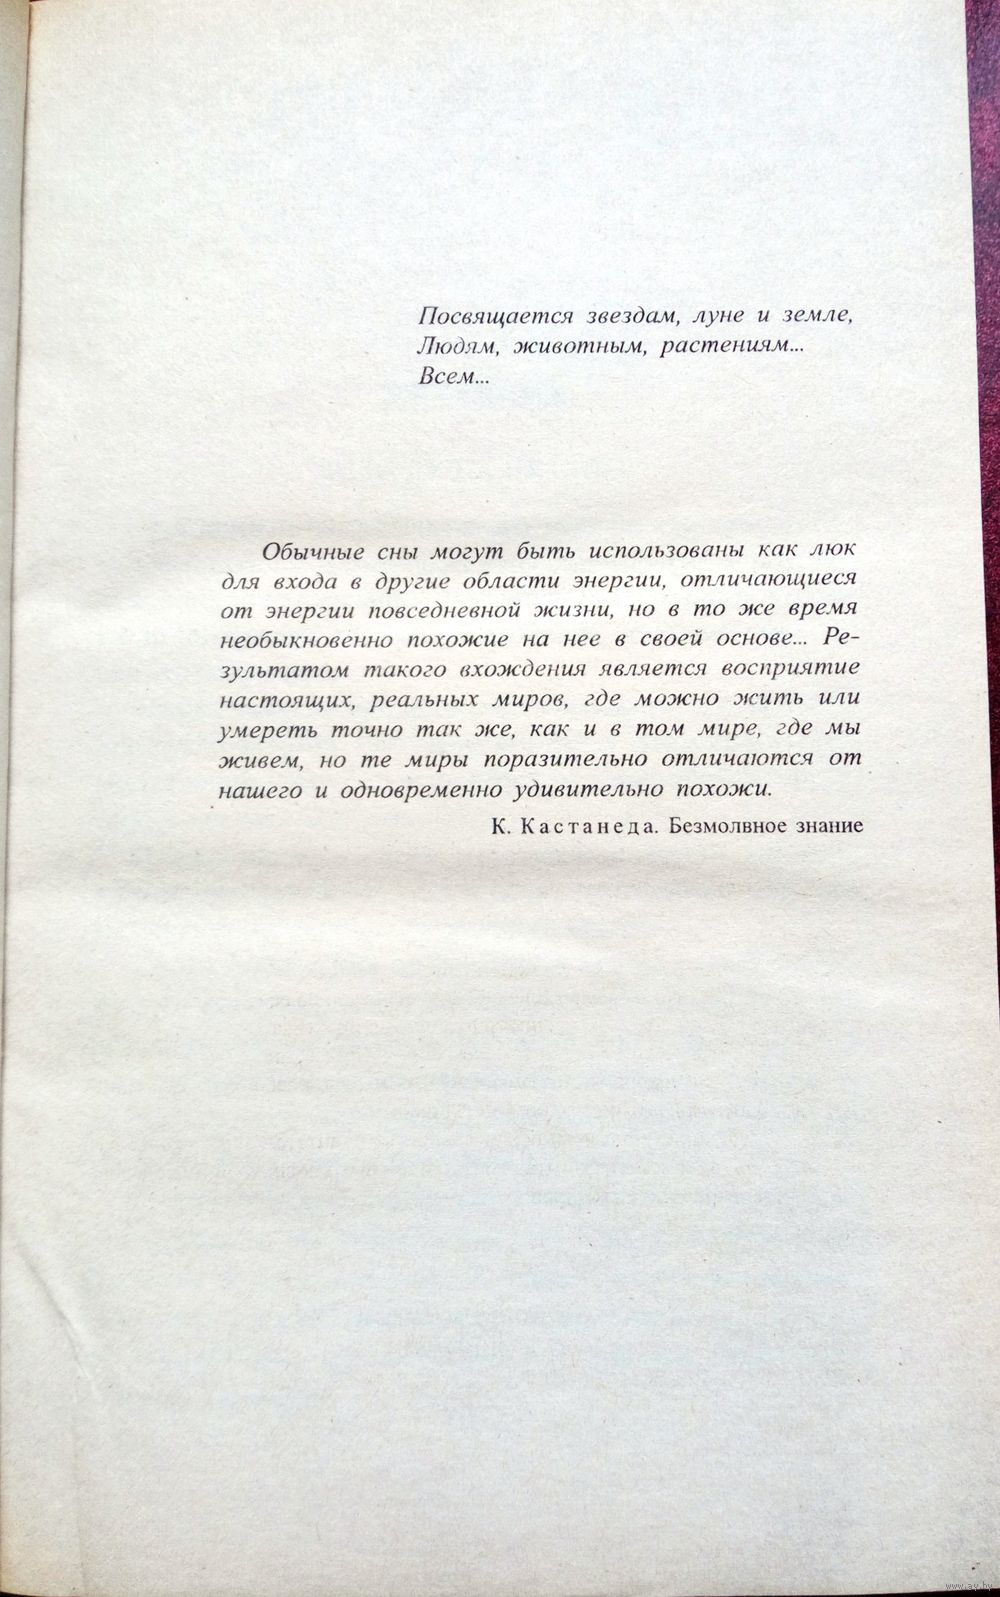 Посвящается звездам, луне и земле,
Людям, животным, растениям...
Всем...
Обычные сны могут быть использованы как люк
для входа в другие области энергии, отличающиеся
от энергии повседневной жизни, но в то же время
необыкновенно похожие на нее в своей основе... Ре-
зультатом такого вхождения является восприятие
настоящих, реальных миров, где можно жить или
умереть точно так же, как и в том мире, где мы
живем, но те миры поразительно отличаются от
нашего и одновременно удивительно похожи.
К. Кастанеда. Безмолвное знание
www.ay.by